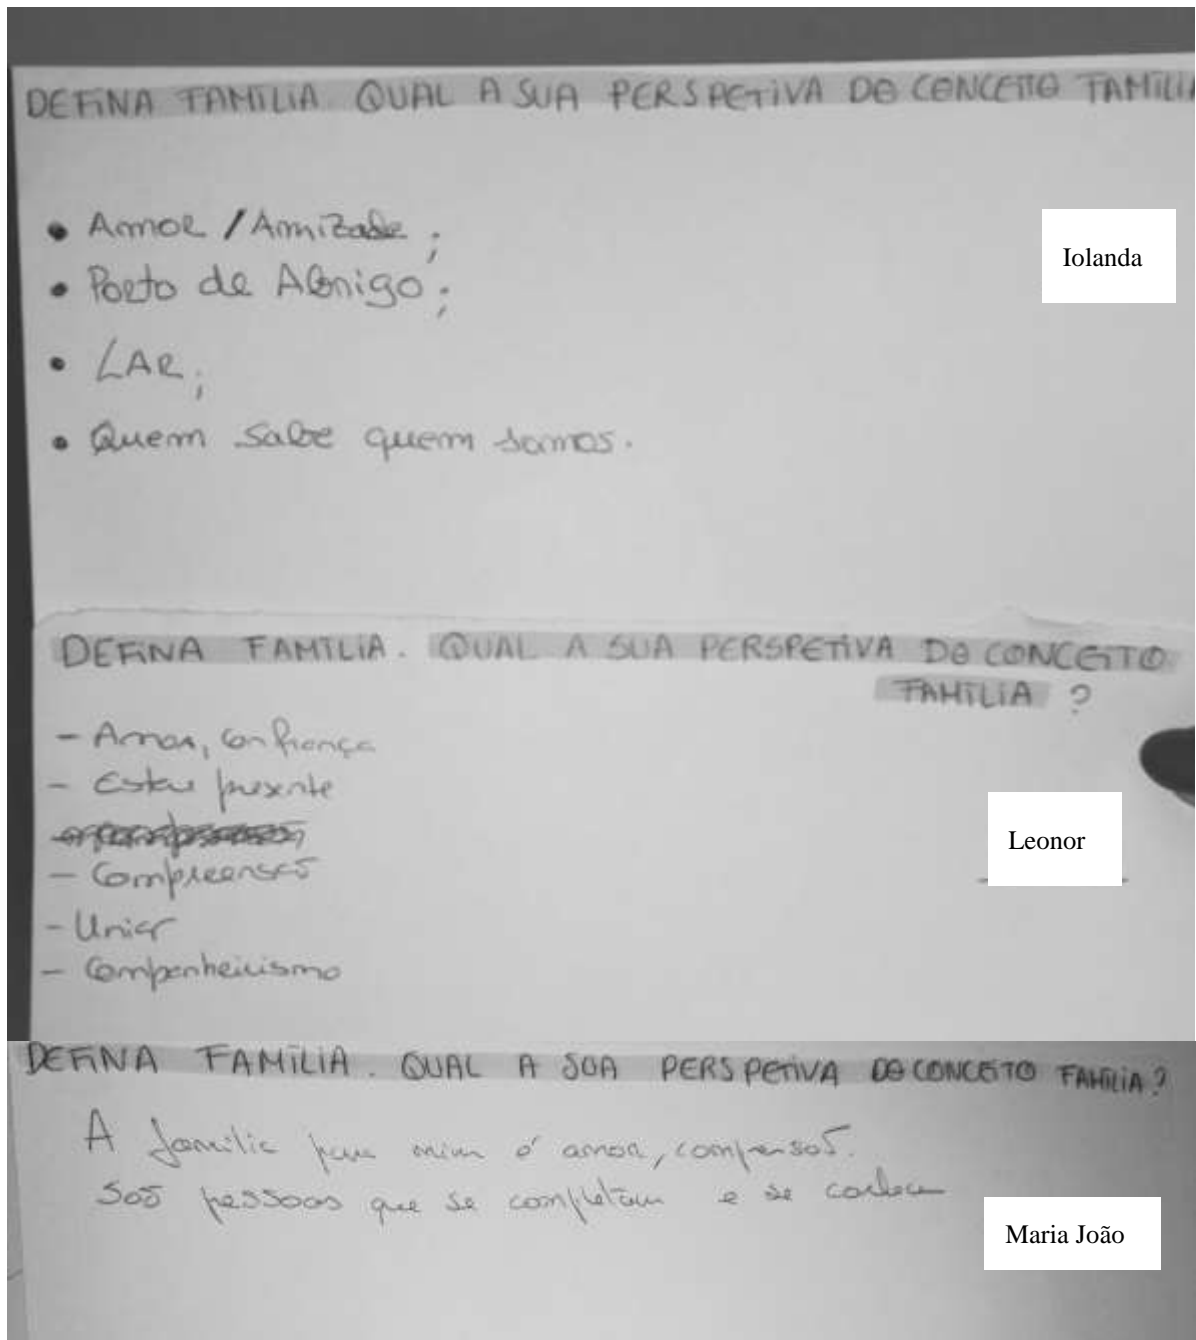 DEFINA FAMILIA. QUAL A SUA PERSPETIVA DO CONCEITO FAMILIA
• Amor / Amizade ;
Iolanda
• Porto de Abrigo ;
• LAR ;
• Quem sabe quem somos.
DEFINA FAMILIA. QUAL A SUA PERSPETIVA DO CONCEITO
FAMILIA ?
- Amor, Confiança
- Estar presente
Leonor
- Compreensão
- União
- Companheirismo
DEFINA FAMILIA. QUAL A SUA PERSPETIVA DO CONCEITO FAMILIA?
A familia para mim é amor,
São pessoas que se completam e se
Maria João